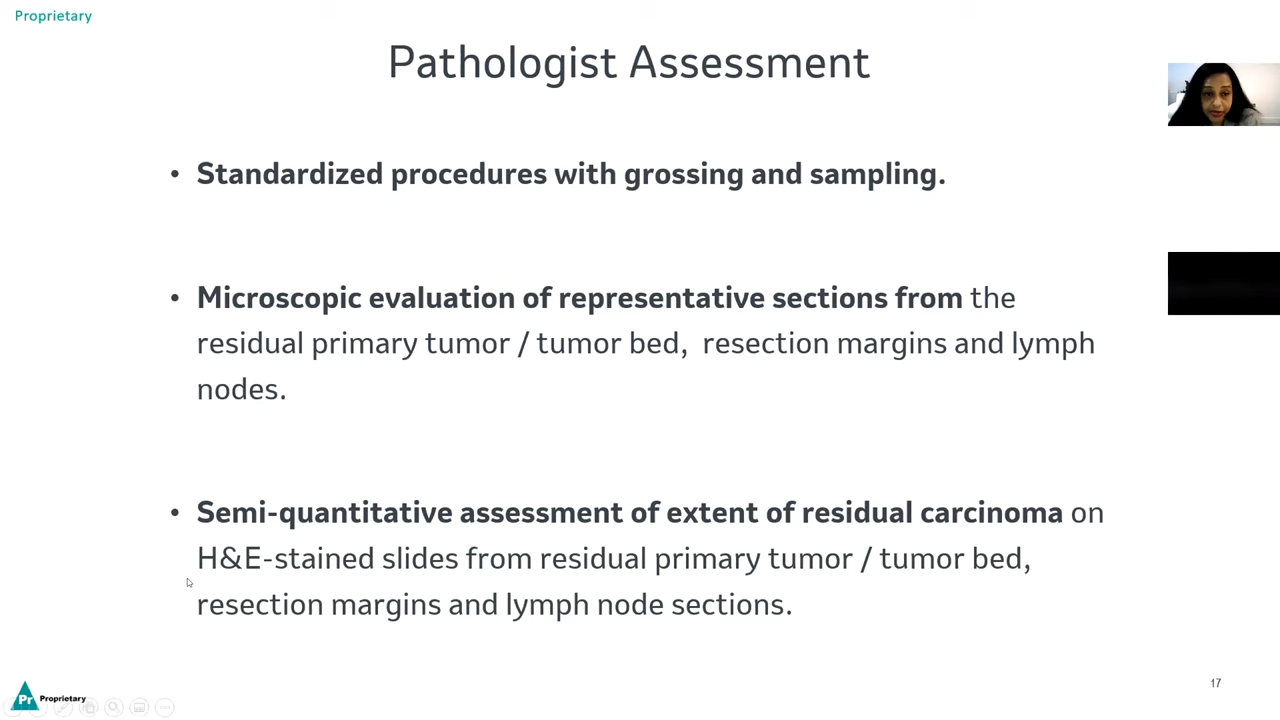 Proprietary
Pathologist Assessment
• Standardized procedures with grossing and sampling.
• Microscopic evaluation of representative sections from the
residual primary tumor / tumor bed,  resection margins and lymph
nodes.
• Semi-quantitative assessment of extent of residual carcinoma on
H&E-stained slides from residual primary tumor / tumor bed,
resection margins and lymph node sections.
Pr Proprietary
17